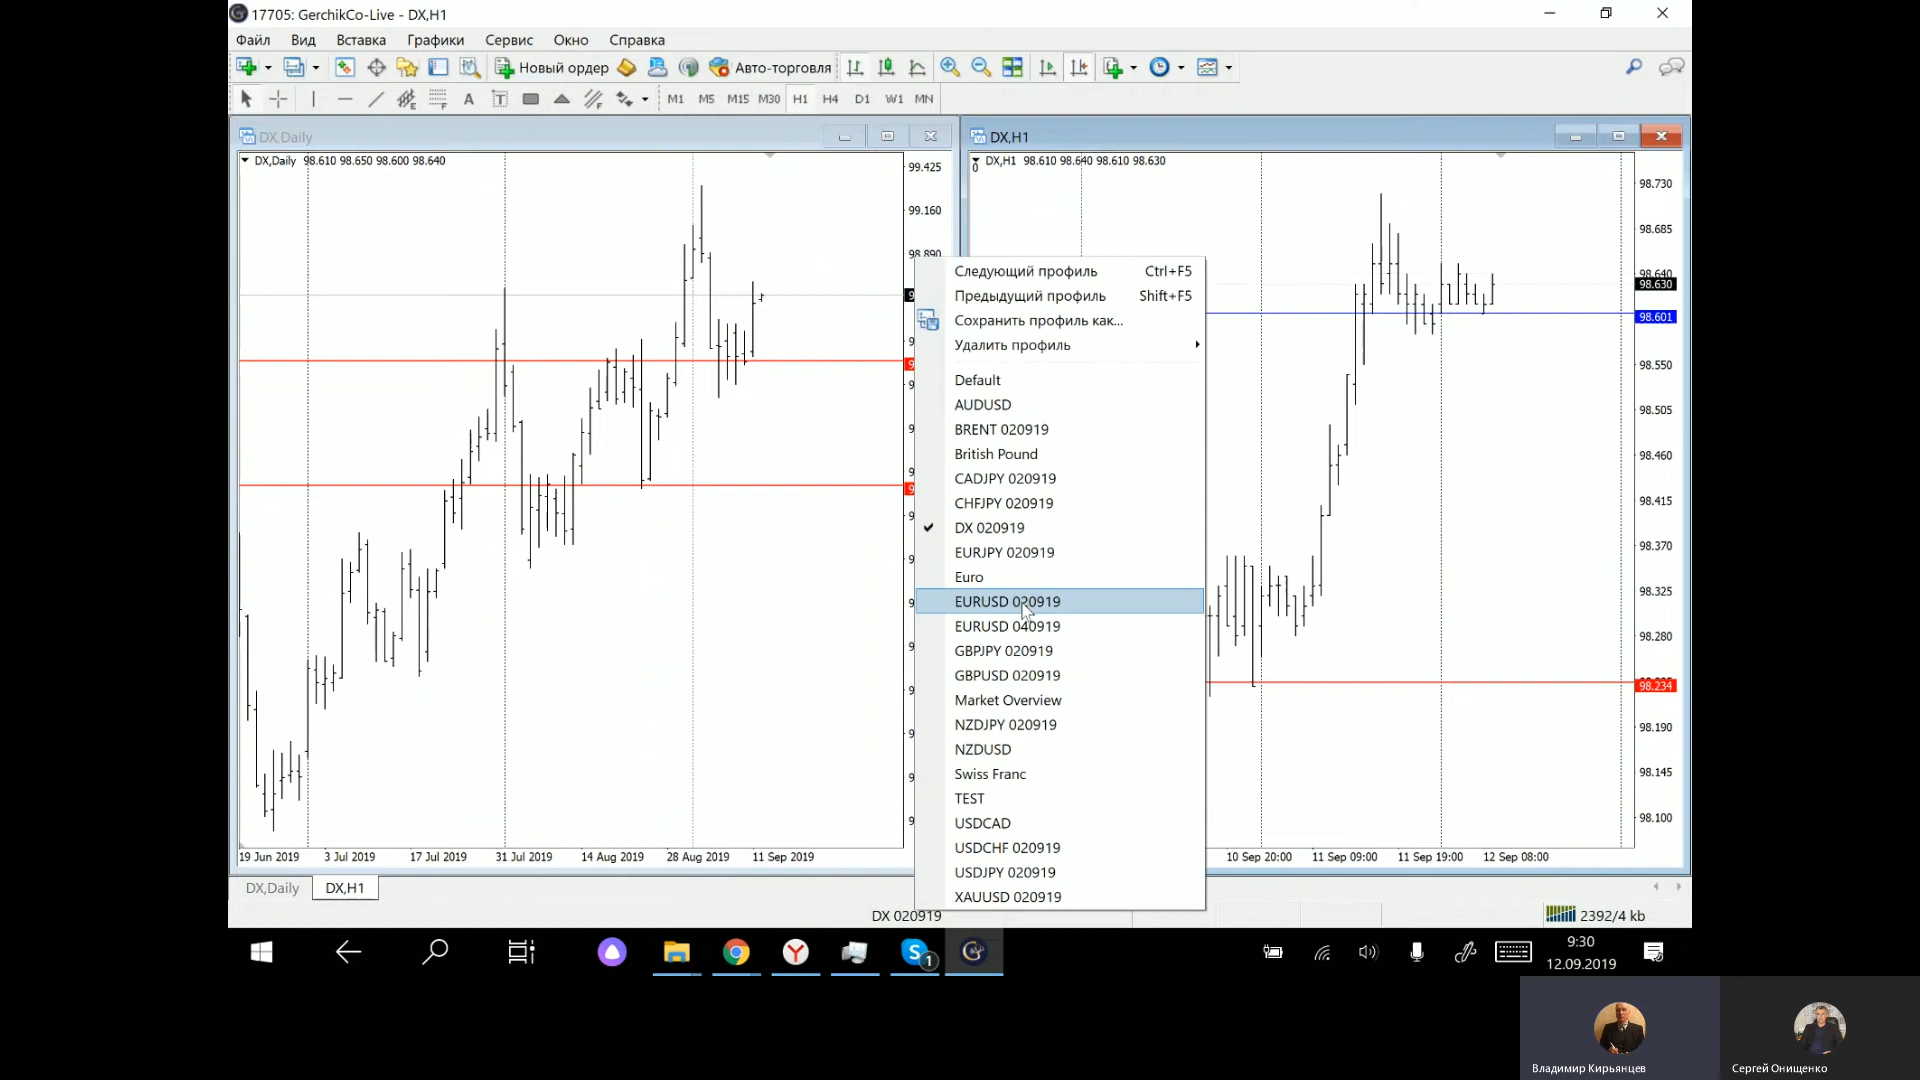 17705: GerchikCo-Live - DX,H1
Файл Вид Вставка Графики Сервис Окно Справка
Новый ордер Авто-торговля
A T M1 M5 M15 M30 H1 H4 D1 W1 MN
DX,Daily
DX,Daily 98.610 98.650 98.600 98.640
99.425
99.160
98.890
19 Jun 2019 3 Jul 2019 17 Jul 2019 31 Jul 2019 14 Aug 2019 28 Aug 2019 11 Sep 2019
DX,H1
DX,H1 98.610 98.640 98.610 98.630
0
98.730
98.685
98.640
98.630
98.601
98.550
98.505
98.460
98.415
98.370
98.325
98.280
98.234
98.190
98.145
98.100
10 Sep 20:00 11 Sep 09:00 11 Sep 19:00 12 Sep 08:00
Следующий профиль Ctrl+F5
Предыдущий профиль Shift+F5
Сохранить профиль как...
Удалить профиль
Default
AUDUSD
BRENT 020919
British Pound
CADJPY 020919
CHFJPY 020919
DX 020919
EURJPY 020919
Euro
EURUSD 020919
EURUSD 040919
GBPJPY 020919
GBPUSD 020919
Market Overview
NZDJPY 020919
NZDUSD
Swiss Franc
TEST
USDCAD
USDCHF 020919
USDJPY 020919
XAUUSD 020919
DX,Daily DX,H1
DX 020919
2392/4 kb
1
9:30
12.09.2019
Владимир Кирьянцев
Сергей Онищенко